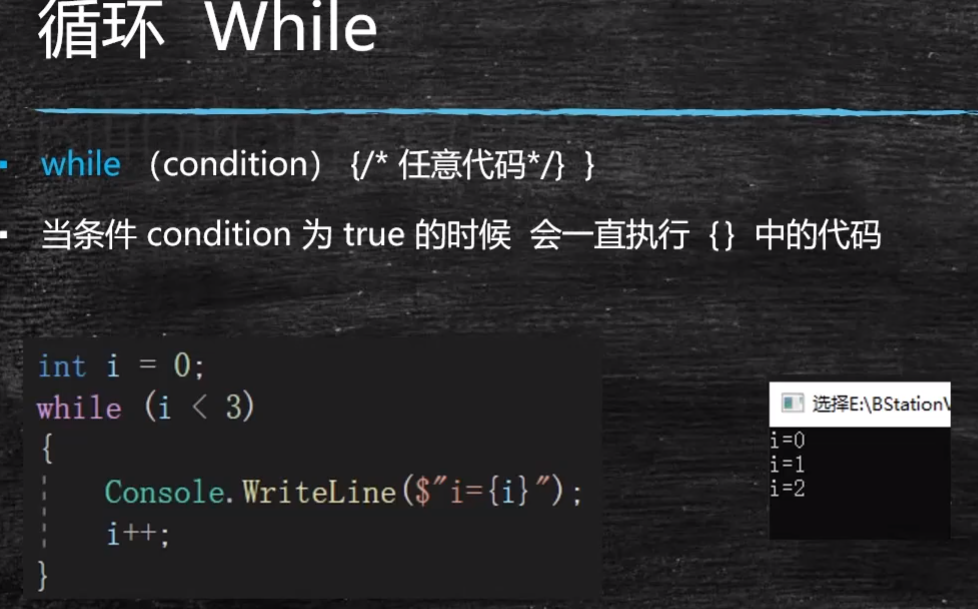 循环 While
while （condition） {/* 任意代码*/} }
当条件 condition 为 true 的时候 会一直执行 {} 中的代码
int i = 0;
while (i < 3)
{
Console.WriteLine($"i={i}");
i++;
}
选择E:\BStation\
i=0
i=1
i=2